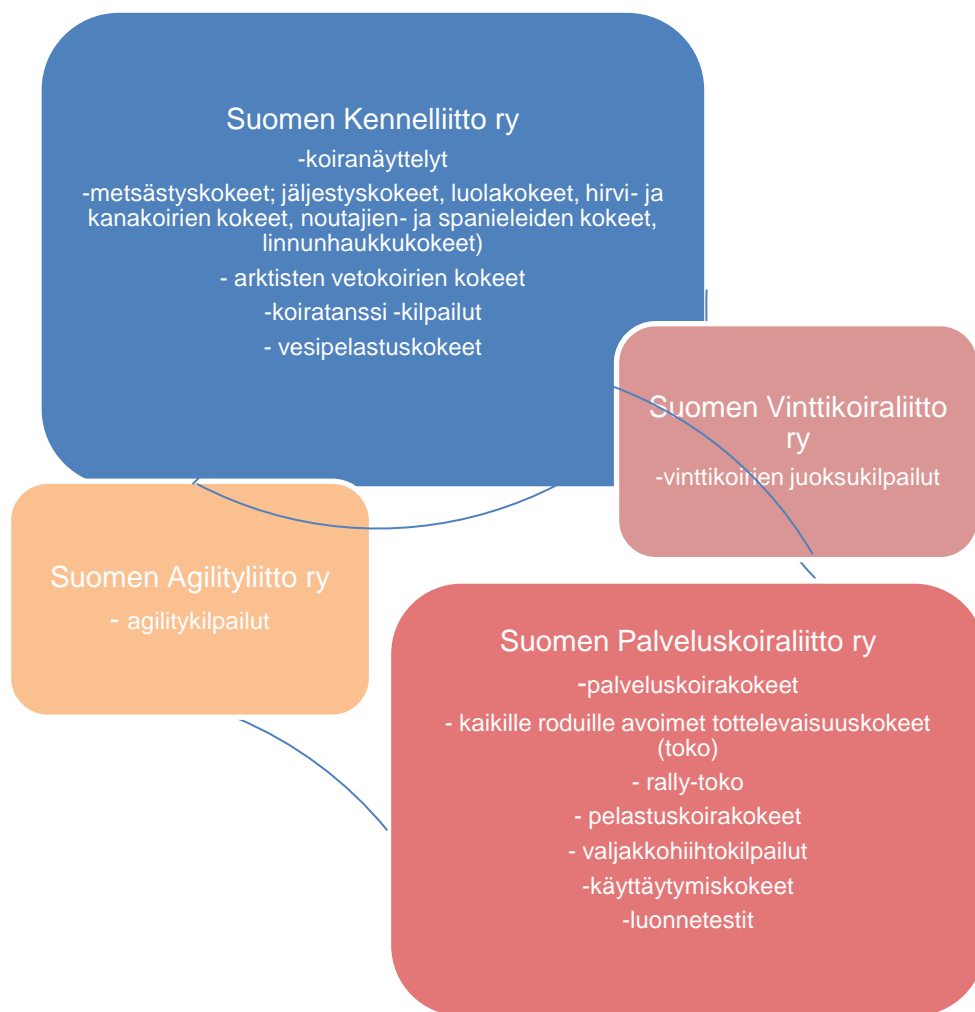 Suomen Kennelliitto ry
-koiranäyttelyt
-metsästyskokeet; jäljestyskokeet, luolakokeet, hirvi- ja
kanakoirien kokeet, noutajien- ja spanieleiden kokeet,
linnunhaukkukokeet)
- arktisten vetokoirien kokeet
-koiratanssi -kilpailut
- vesipelastuskokeet
Suomen Vinttikoiraliitto
ry
-vinttikoirien juoksukilpailut
Suomen Agilityliitto ry
- agilitykilpailut
Suomen Palveluskoiraliitto ry
-palveluskoirakokeet
- kaikille roduille avoimet tottelevaisuuskokeet
(toko)
- rally-toko
- pelastuskoirakokeet
- valjakkohiihtokilpailut
-käyttäytymiskokeet
-luonnetestit